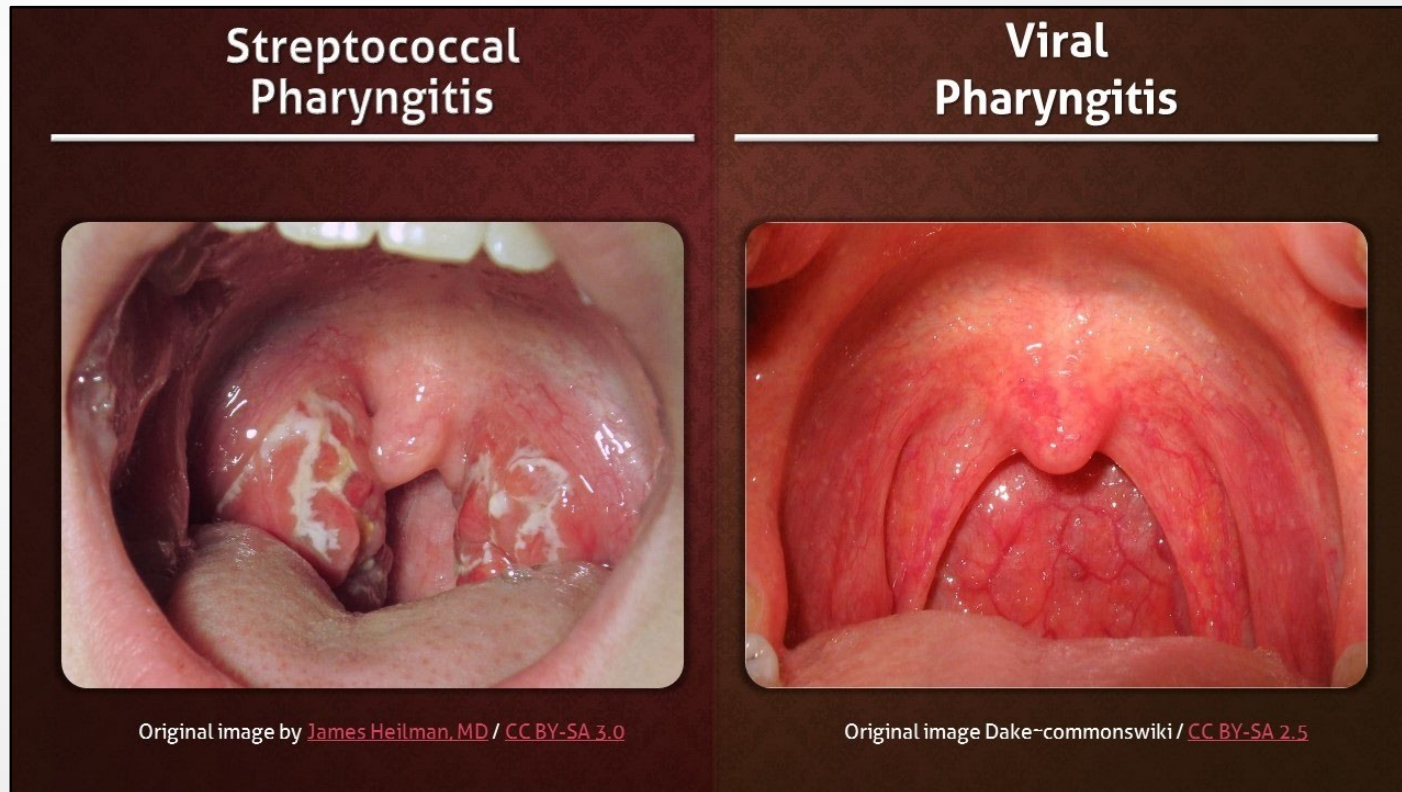 Streptococcal
Pharyngitis
Viral
Pharyngitis
Original image by James Heilman, MD / CC BY-SA 3.0
Original image Dake~commonswiki / CC BY-SA 2.5